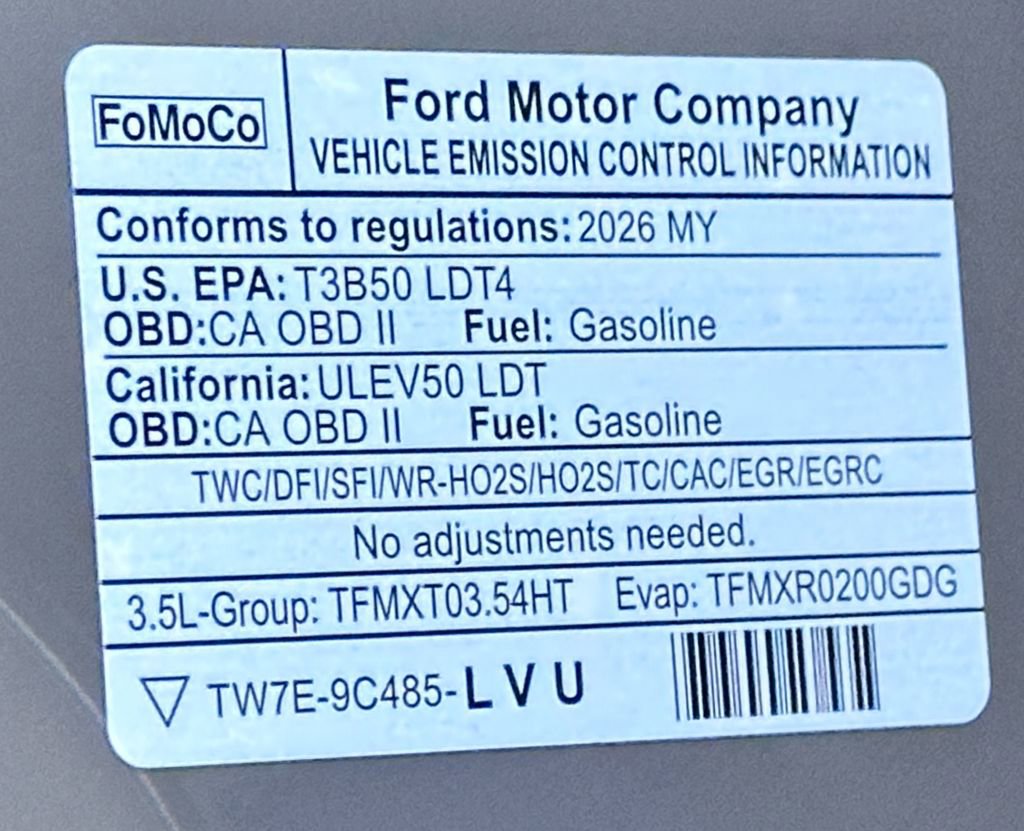 FoMoCo
Ford Motor Company
VEHICLE EMISSION CONTROL INFORMATION
Conforms to regulations: 2026 MY
U.S. EPA: T3B50 LDT4
OBD:CA OBD II Fuel: Gasoline
California: ULEV50 LDT
OBD:CA OBD II Fuel: Gasoline
TWC/DFI/SFI/WR-HO2S/HO2S/TC/CAC/EGR/EGRC
No adjustments needed.
3.5L-Group: TFMXT03.54HT Evap: TFMXR0200GDG
TW7E-9C485-L V U